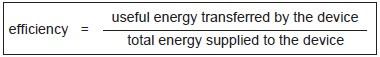 useful energy transferred by the device
efficiency =
total energy supplied to the device